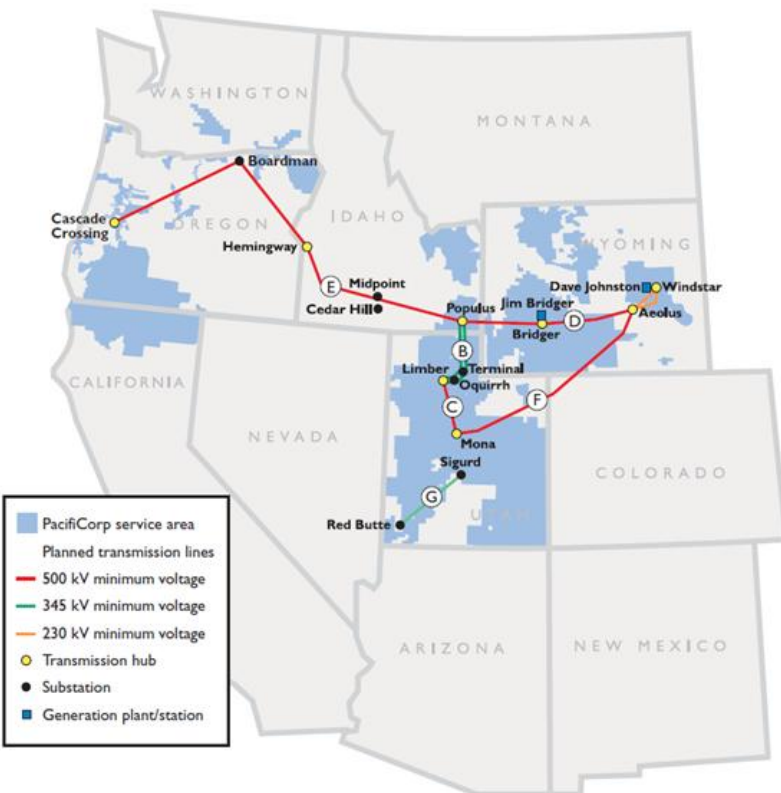 WASHINGTON
MONTANA
Boardman
Cascade
Crossing
OREGON
IDAHO
Hemingway
WYOMING
E
Midpoint
Cedar Hill
Dave Johnston
Windstar
Jim Bridger
Populus
Aeolus
Bridger
D
B
CALIFORNIA
NEVADA
Limber
Terminal
Oquirrh
C
F
Mona
COLORADO
Sigurd
G
UTAH
Red Butte
ARIZONA
NEW MEXICO
PacifiCorp service area
Planned transmission lines
500 kV minimum voltage
345 kV minimum voltage
230 kV minimum voltage
Transmission hub
Substation
Generation plant/station